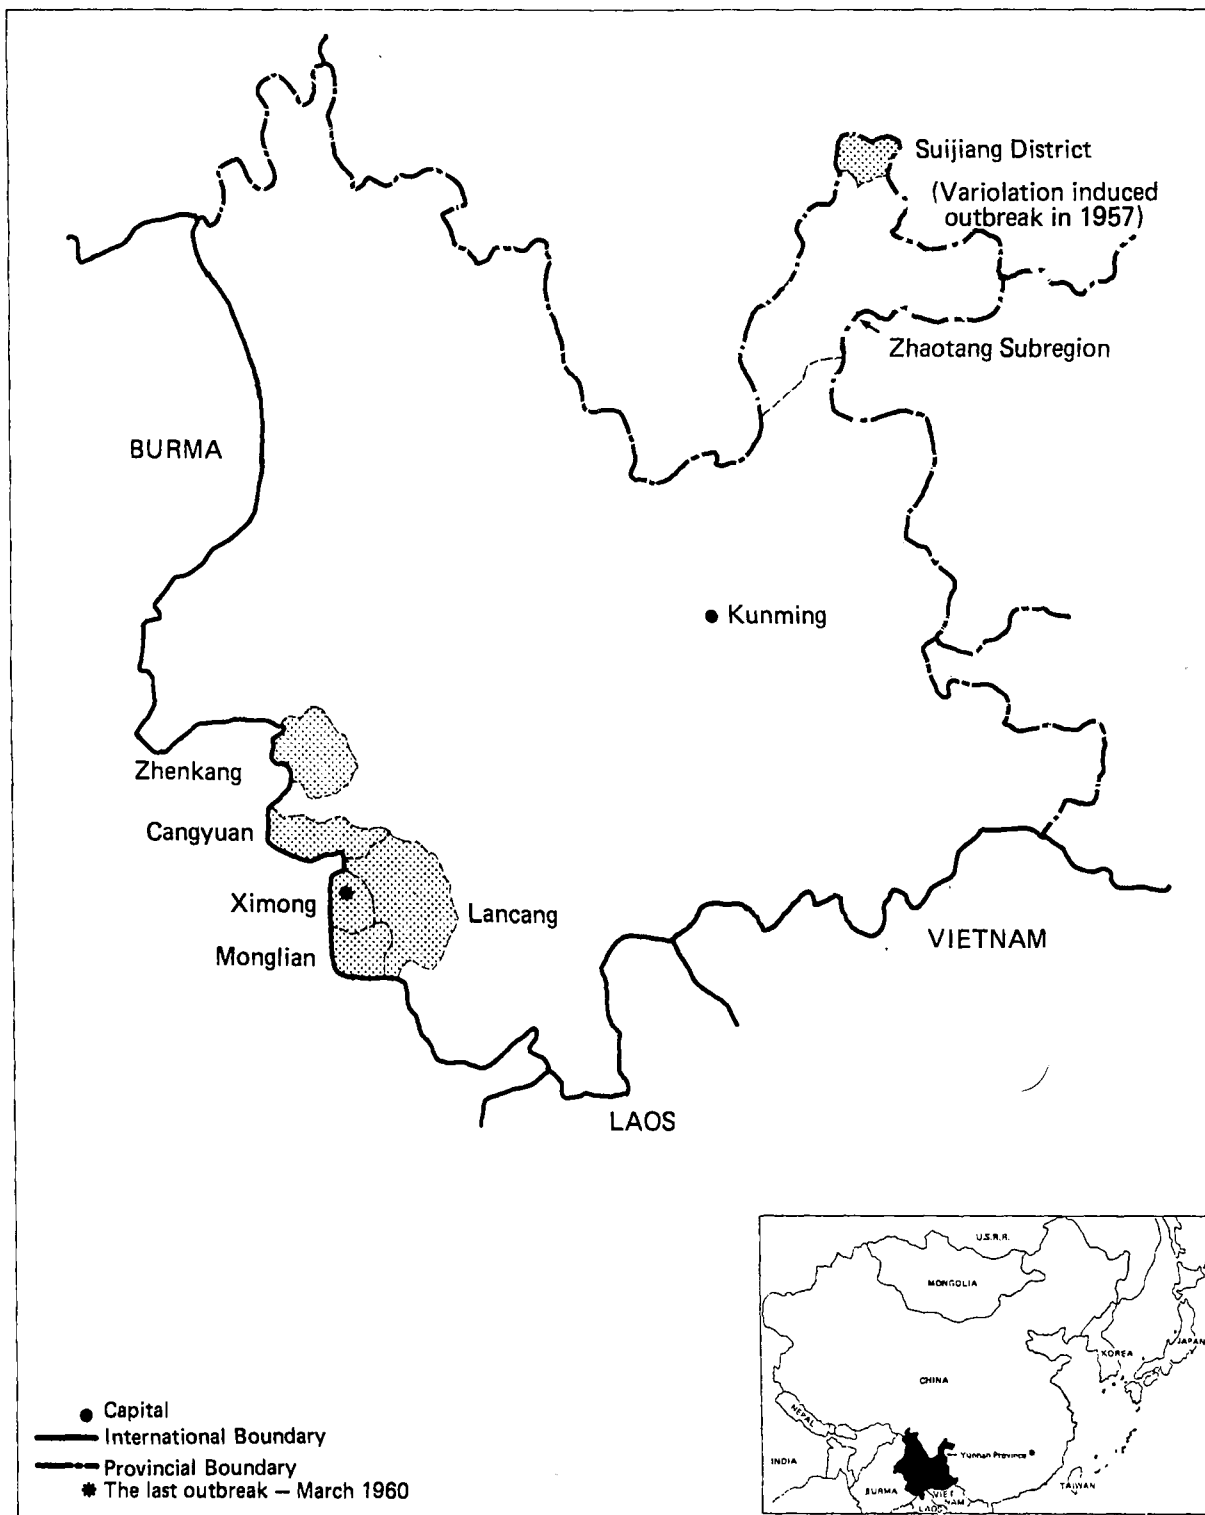 Suijiang District
(Variolation induced
outbreak in 1957)
Zhaotang Subregion
BURMA
Kunming
Zhenkang
Cangyuan
Ximong
Lancang
Monglian
VIETNAM
LAOS
U.S.R.R.
MONGOLIA
KOREA
JAPAN
CHINA
NEPAL
Yunnan Province
INDIA
BURMA
VIET
NAM
LAOS
TAIWAN
Capital
International Boundary
Provincial Boundary
The last outbreak — March 1960